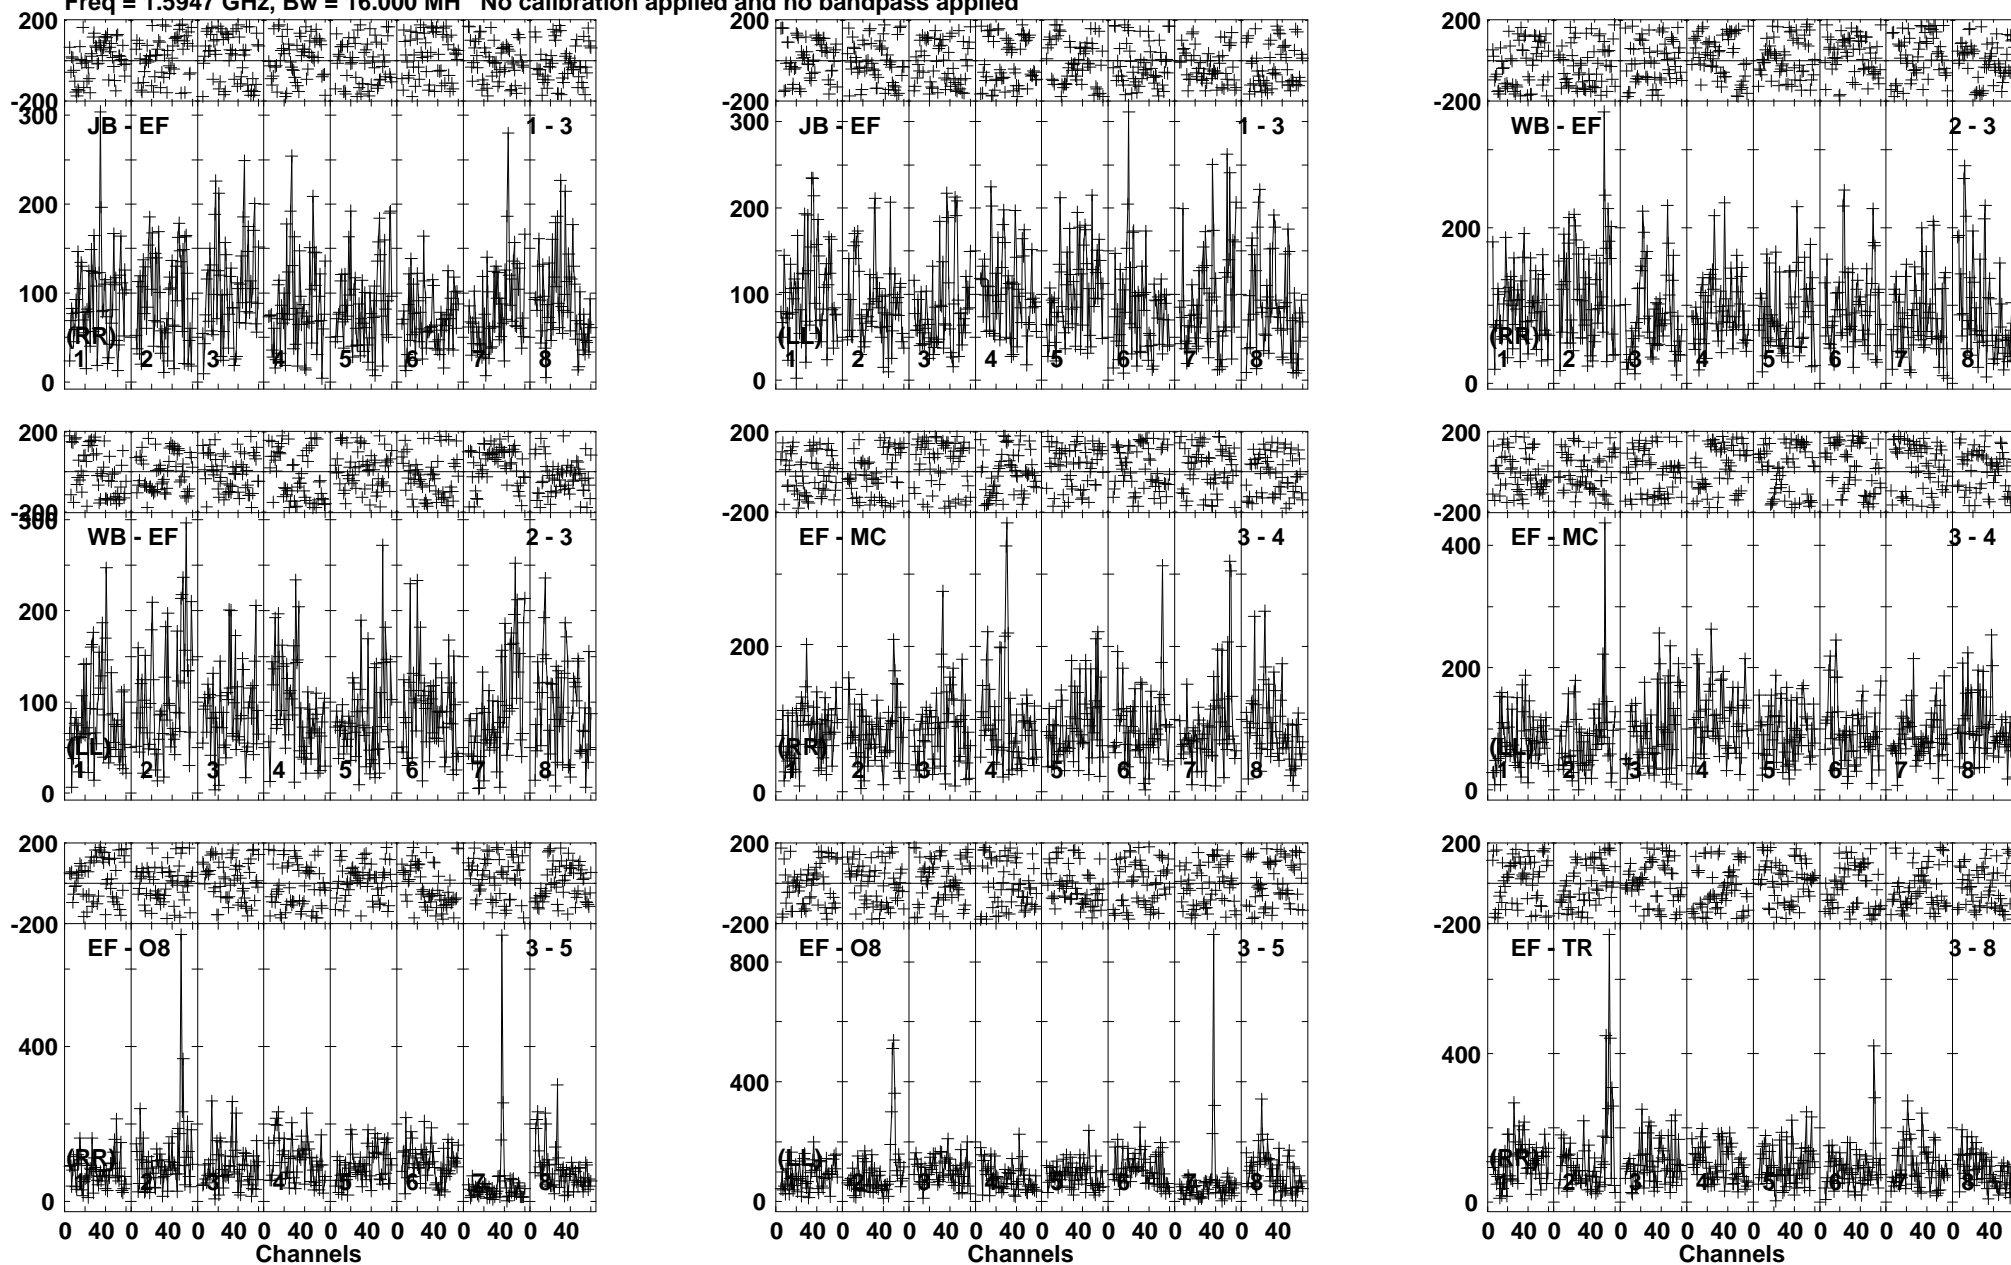 Freq = 1.5947 GHz, Bw = 16.000 MH No calibration applied and no bandpass applied
200 200 200
-200 -200 -200
JB - EF 1 - 3 JB - EF 1 - 3 WB - EF 2 - 3
300 300
200 200 200
100 100
(RR) (LL) (RR)
1 2 3 4 5 6 7 8 1 2 3 4 5 6 7 8 1 2 3 4 5 6 7 8
0 0 0
200 200 200
-200 -200 -200
300
WB - EF 2 - 3 EF - MC 3 - 4 EF - MC 3 - 4
400
200 200 200
100
(LL) (RR) (LL)
1 2 3 4 5 6 7 8 1 2 3 4 5 6 7 8 1 2 3 4 5 6 7 8
0 0 0
200 200 200
-200 -200 -200
EF - O8 3 - 5 EF - O8 3 - 5 EF - TR 3 - 8
800
400 400 400
(RR) (LL) (RR)
1 2 3 4 5 6 7 8 1 2 3 4 5 6 7 8 1 2 3 4 5 6 7 8
0 0 0
0 40 0 40 0 40 0 40 0 40 0 40 0 40 0 40 0 40 0 40 0 40 0 40 0 40 0 40 0 40 0 40 0 40 0 40 0 40 0 40 0 40 0 40 0 40 0 40
Channels Channels